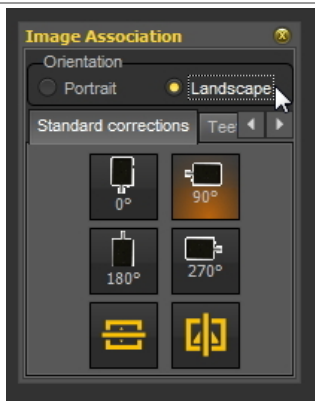 Image Association
Orientation
Portrait Landscape
Standard corrections
0° 90°
180° 270°